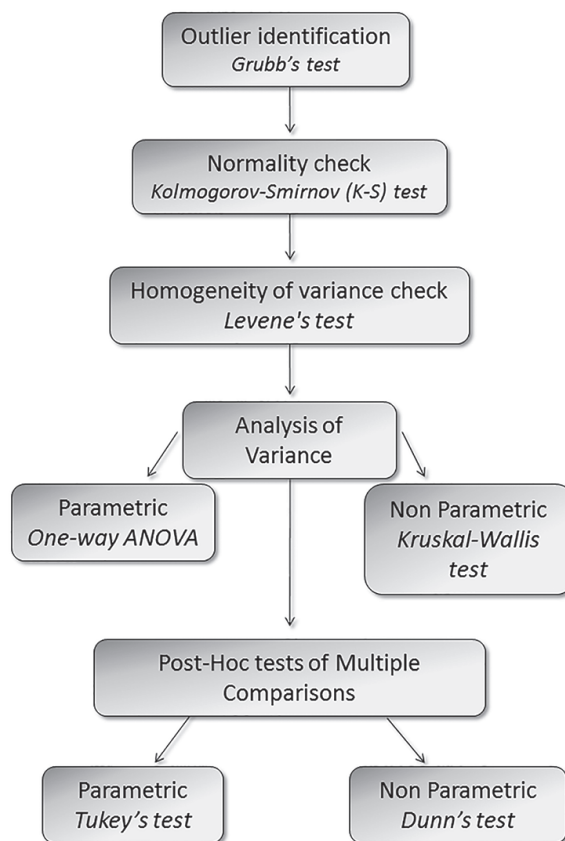 Outlier identification
Grubb’s test
Normality check
Kolmogorov-Smirnov (K-S) test
Homogeneity of variance check
Levene's test
Analysis of
Variance
Parametric
One-way ANOVA
Non Parametric
Kruskal-Wallis
test
Post-Hoc tests of Multiple
Comparisons
Parametric
Tukey’s test
Non Parametric
Dunn’s test